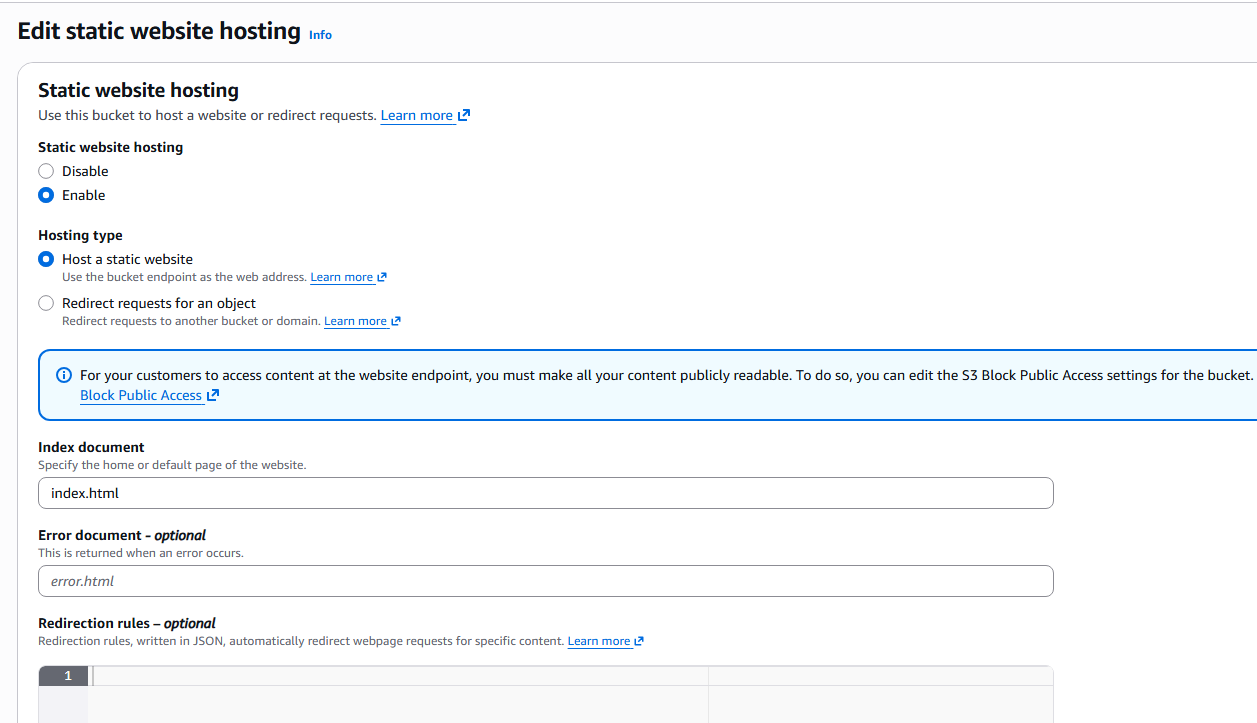 Edit static website hosting Info
Static website hosting
Use this bucket to host a website or redirect requests. Learn more
Static website hosting
Disable
Enable
Hosting type
Host a static website
Use the bucket endpoint as the web address. Learn more
Redirect requests for an object
Redirect requests to another bucket or domain. Learn more
For your customers to access content at the website endpoint, you must make all your content publicly readable. To do so, you can edit the S3 Block Public Access settings for the bucket.
Block Public Access
Index document
Specify the home or default page of the website.
index.html
Error document - optional
This is returned when an error occurs.
error.html
Redirection rules – optional
Redirection rules, written in JSON, automatically redirect webpage requests for specific content. Learn more
1